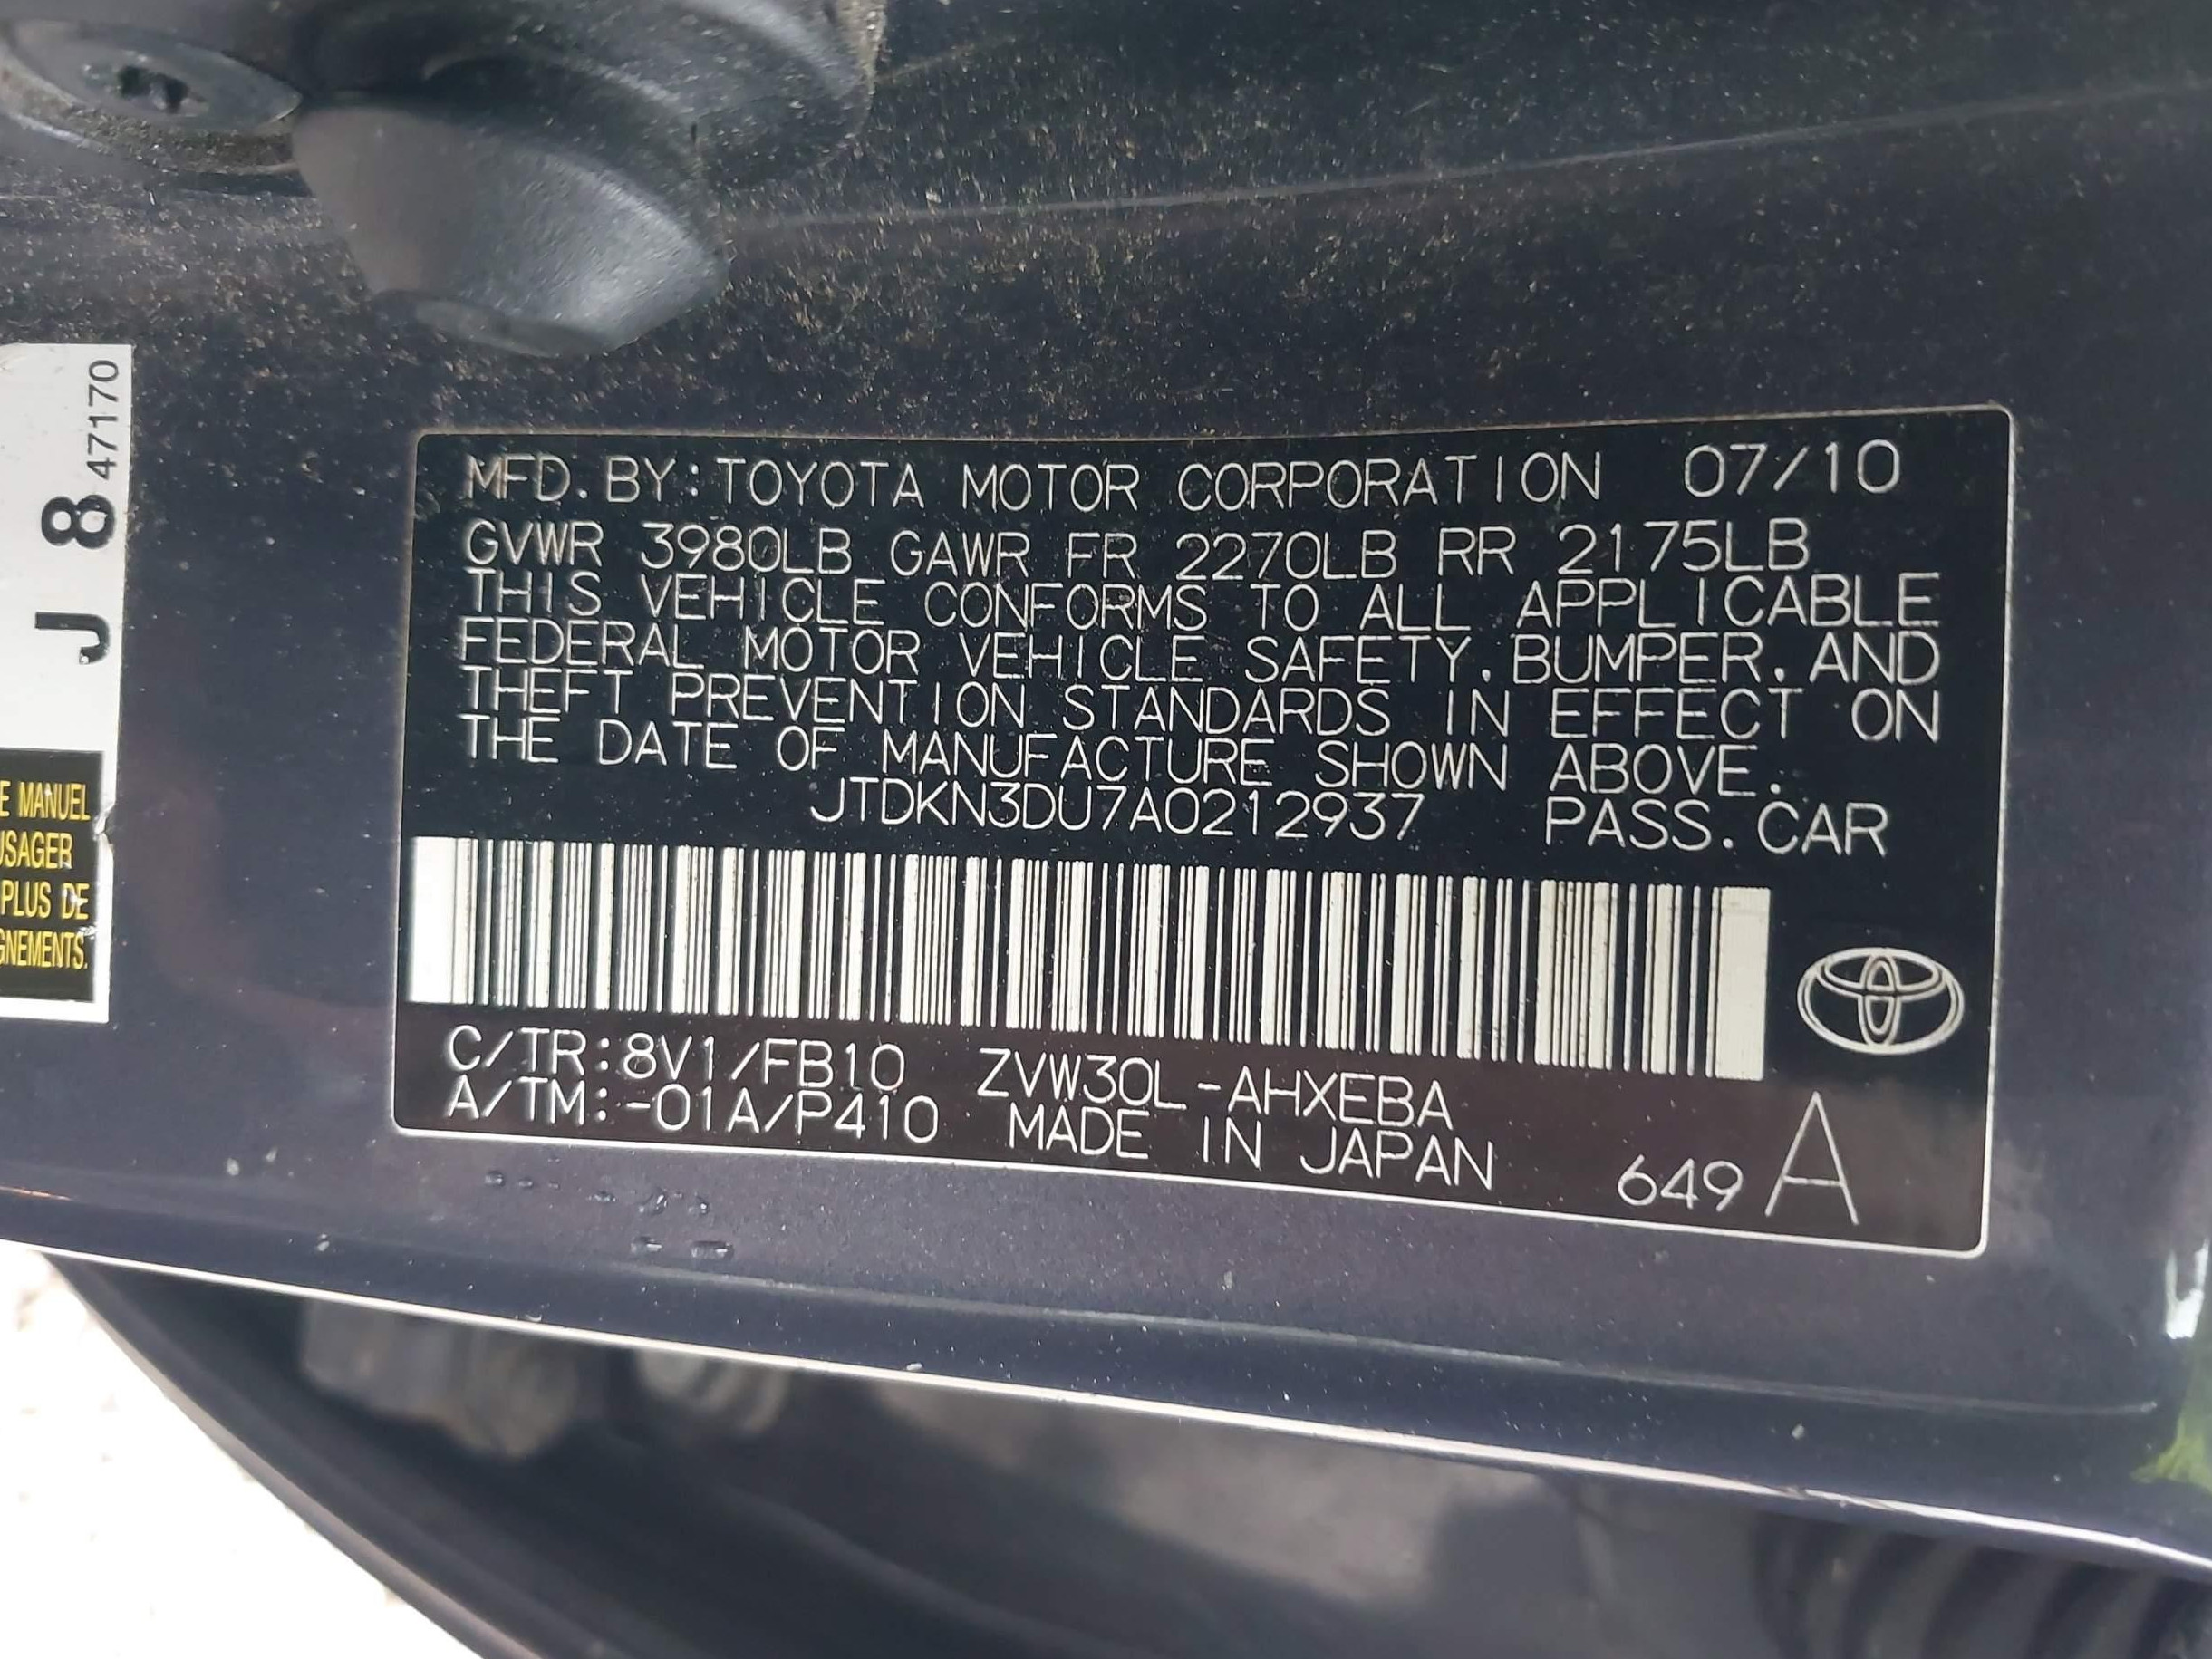 J 8 47170
E MANUEL
USAGER
PLUS DE
GNEMENTS.
MFD. BY: TOYOTA MOTOR CORPORATION 07/10
GVWR 3980LB GAWR FR 2270LB RR 2175LB
THIS VEHICLE CONFORMS TO ALL APPLICABLE
FEDERAL MOTOR VEHICLE SAFETY, BUMPER, AND
THEFT PREVENTION STANDARDS IN EFFECT ON
THE DATE OF MANUFACTURE SHOWN ABOVE.
JTDKN3DU7A0212937 PASS. CAR
C/TR: 8V1/FB10 ZVW30L-AHXEBA
A/TM: -01A/P410 MADE IN JAPAN
649 A